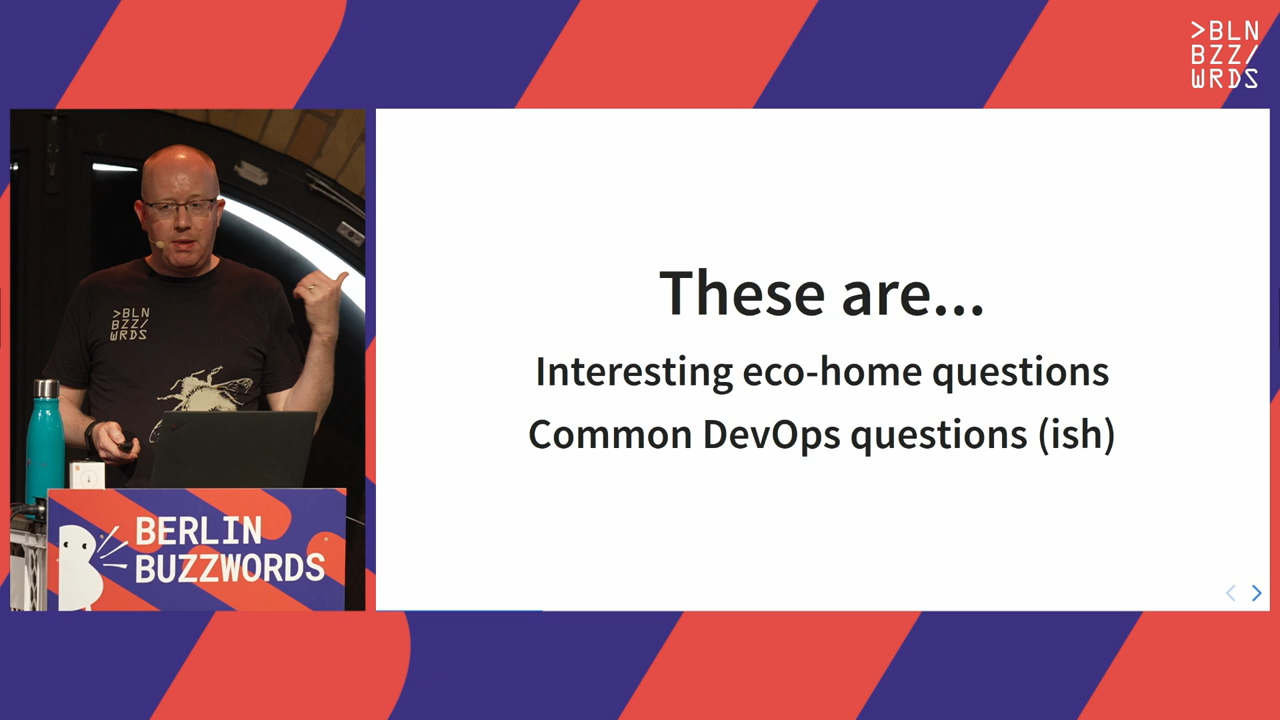 >BLN
BZZ/
WRDS
These are...
Interesting eco-home questions
Common DevOps questions (ish)
>BLN
BZZ/
WRDS
BERLIN
BUZZWORDS